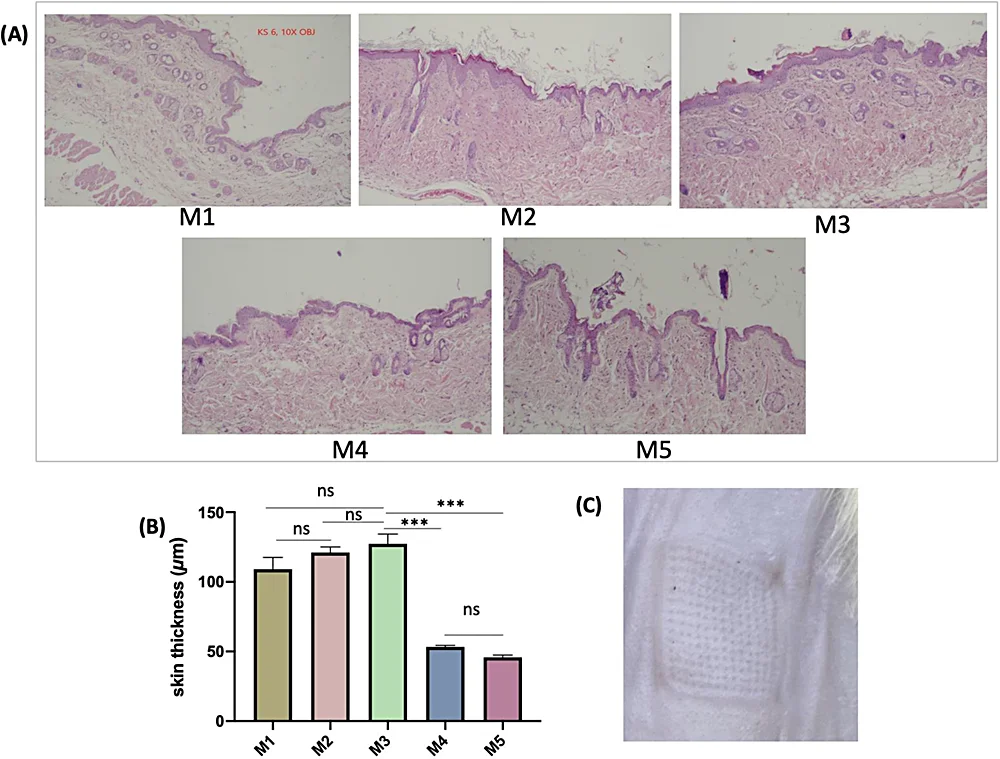 (A)
KS 6, 10X OBJ
M1
M2
M3
M4
M5
(B)
skin thickness (µm)
150
100
50
0
ns
ns
ns
***
***
ns
M1
M2
M3
M4
M5
(C)